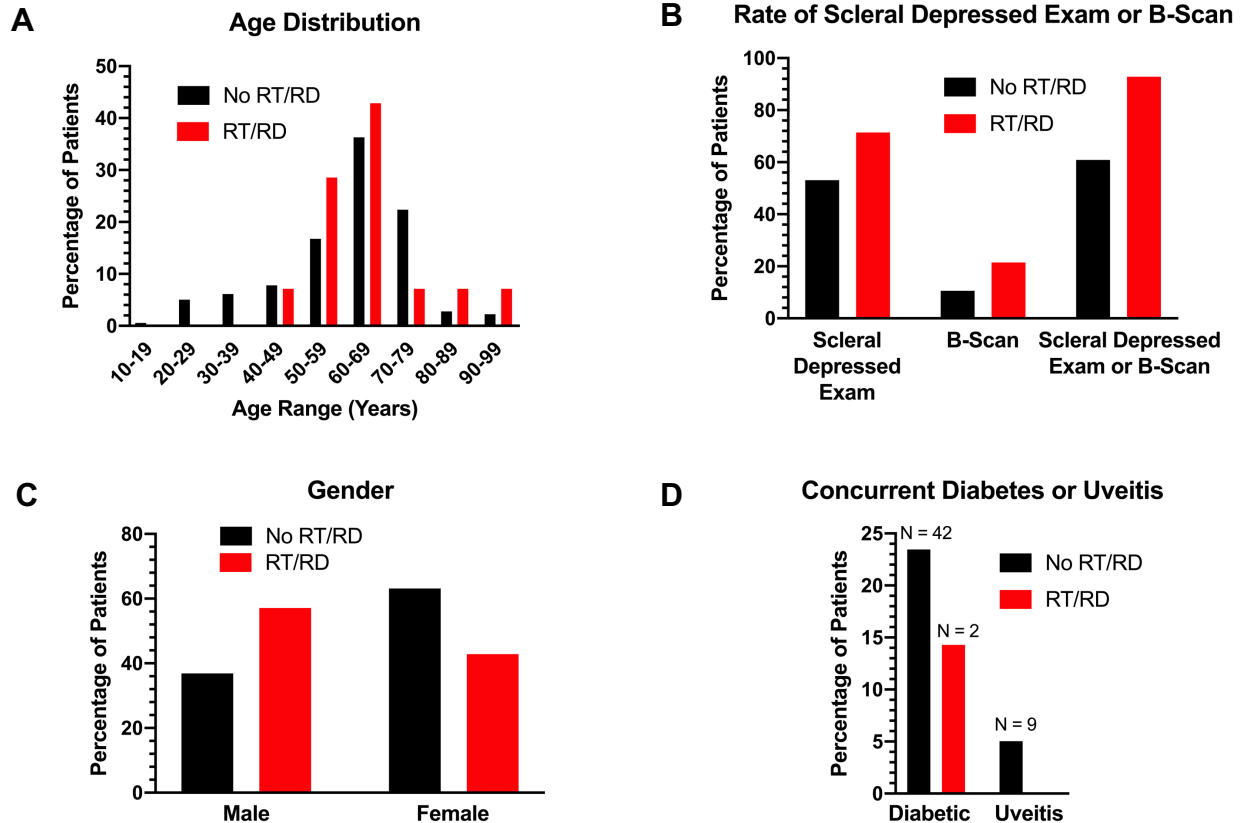 A
Age Distribution
Percentage of Patients
50
40
30
20
10
0
No RT/RD
RT/RD
10-19
20-29
30-39
40-49
50-59
60-69
70-79
80-89
90-99
Age Range (Years)
B
Rate of Scleral Depressed Exam or B-Scan
Percentage of Patients
100
80
60
40
20
0
No RT/RD
RT/RD
Scleral
Depressed
Exam
B-Scan
Scleral Depressed
Exam or B-Scan
C
Gender
Percentage of Patients
80
60
40
20
0
No RT/RD
RT/RD
Male
Female
D
Concurrent Diabetes or Uveitis
Percentage of Patients
25
20
15
10
5
0
N = 42
N = 2
N = 9
No RT/RD
RT/RD
Diabetic
Uveitis